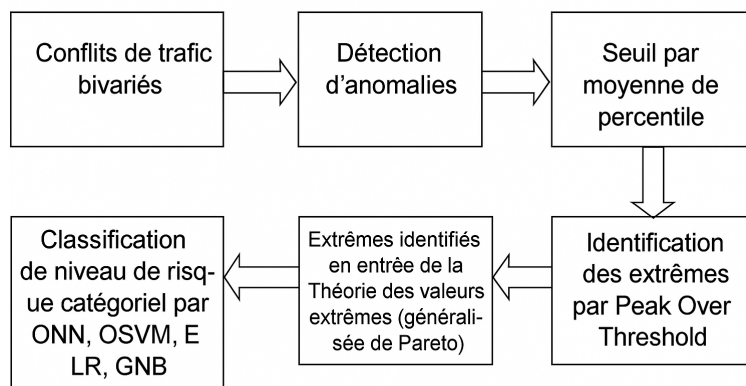 Conflits de trafic
bivariés
Détection
d'anomalies
Seuil par
moyenne de
percentile
Identification
des extrêmes
par Peak Over
Threshold
Extrêmes identifiés
en entrêe de la
Théorie des valeurs
extrêmes (générali-
sée de Pareto)
Classification
de niveau de risq-
ue catégoriel par
ONN, OSVM, E
LR, GNB